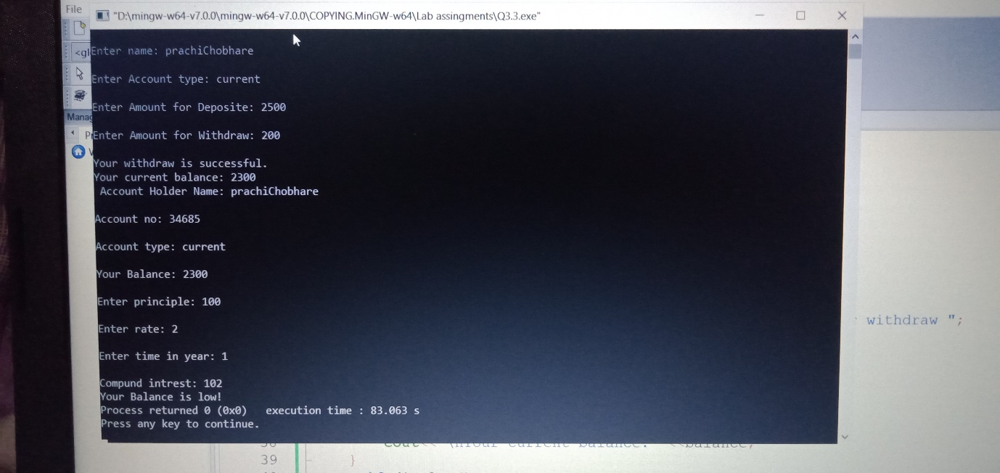 File
"D:\mingw-w64-v7.0.0\mingw-w64-v7.0.0\COPYING.MinGW-w64\Lab assingments\Q3.3.exe"
<gl
Enter name: prachiChobhare
Enter Account type: current
Enter Amount for Deposite: 2500
Manag
Enter Amount for Withdraw: 200
Your withdraw is successful.
Your current balance: 2300
Account Holder Name: prachiChobhare
Account no: 34685
Account type: current
Your Balance: 2300
Enter principle: 100
withdraw ";
Enter rate: 2
Enter time in year: 1
Compund intrest: 102
Your Balance is low!
Process returned 0 (0x0) execution time : 83.063 s
Press any key to continue.
39 }